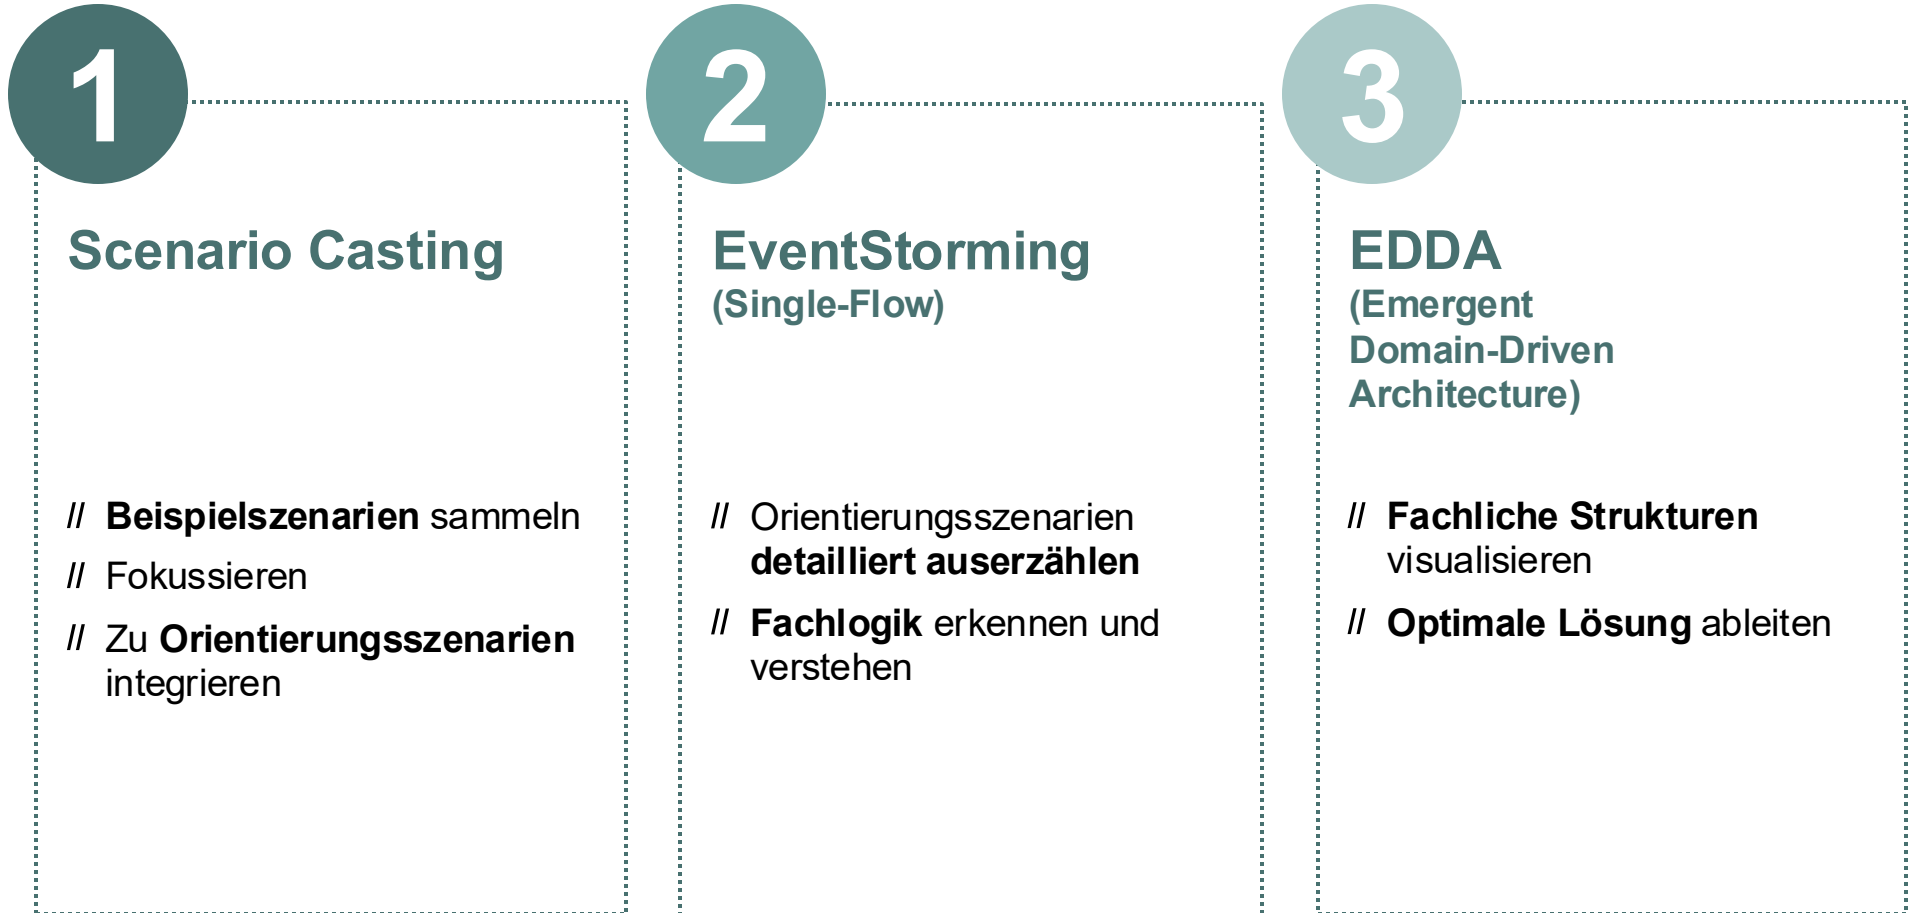 1
Scenario Casting
// Beispielszenarien sammeln
// Fokussieren
// Zu Orientierungsszenarien
integrieren
2
EventStorming
(Single-Flow)
// Orientierungsszenarien
detailliert auserzählen
// Fachlogik erkennen und
verstehen
3
EDDA
(Emergent
Domain-Driven
Architecture)
// Fachliche Strukturen
visualisieren
// Optimale Lösung ableiten